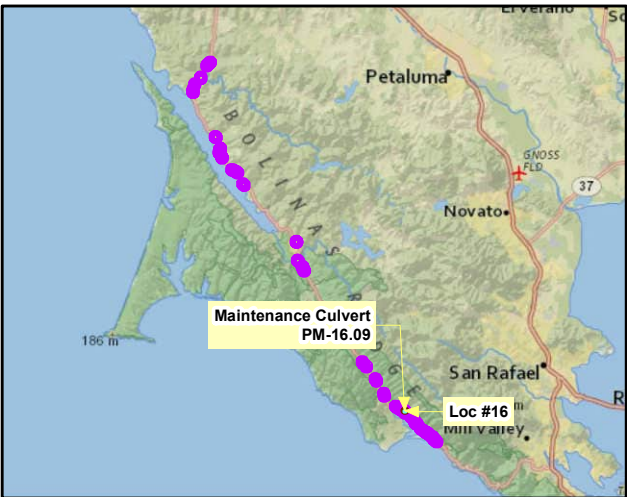 El Verano
Petaluma
BOLINAS RIDGE
GNOSS
FLD
37
Novato
Maintenance Culvert
PM-16.09
186 m
San Rafael
Loc #16
m
Mill Valley
R